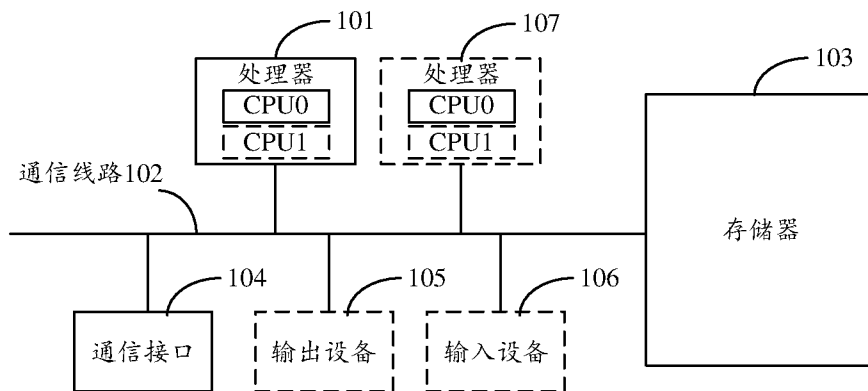 101
107
103
处理器
处理器
CPU0
CPU0
CPU1
CPU1
通信线路102
存储器
104
105
106
通信接口
输出设备
输入设备